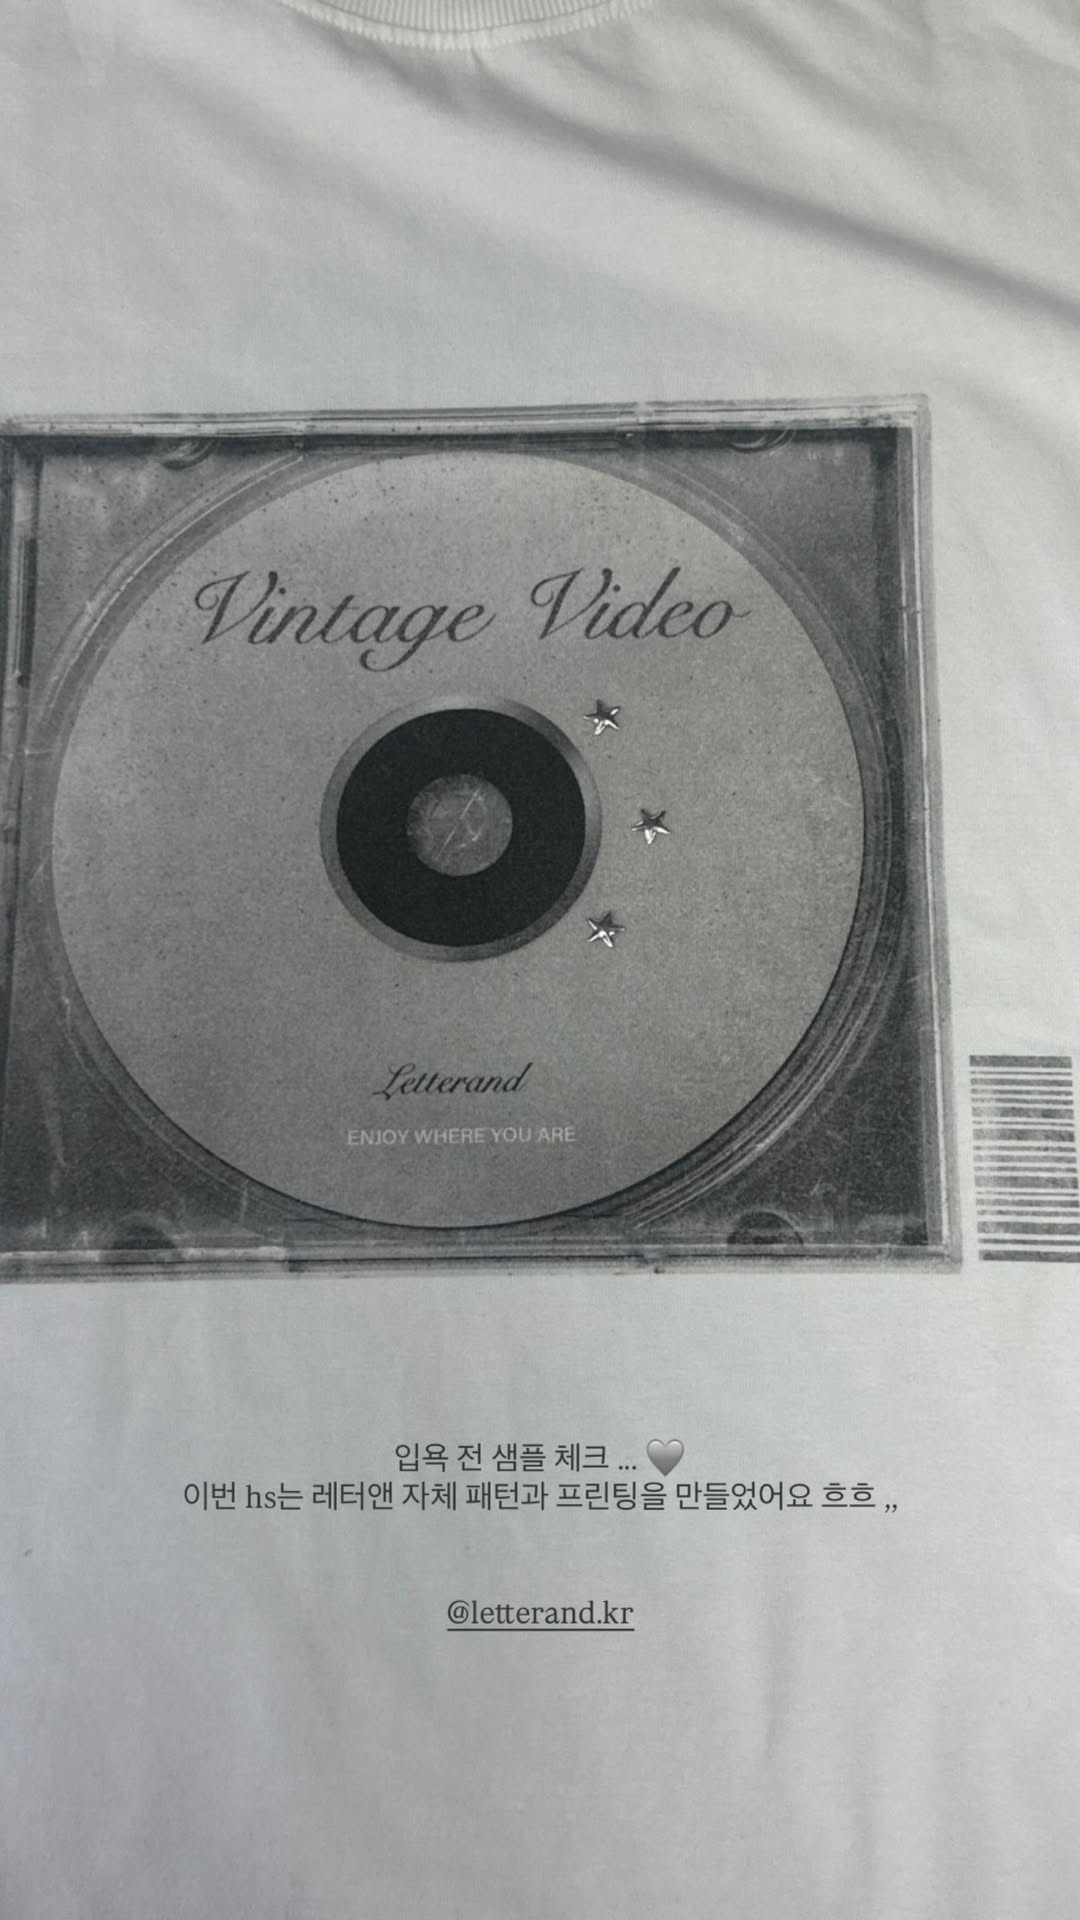 Vintage Video
Letterand
ENJOY WHERE YOU ARE
입욕 전 샘플 체크 ... 🩶
이번 hs는 레터앤 자체 패턴과 프린팅을 만들었어요 흐흐 ,,
@letterand.kr